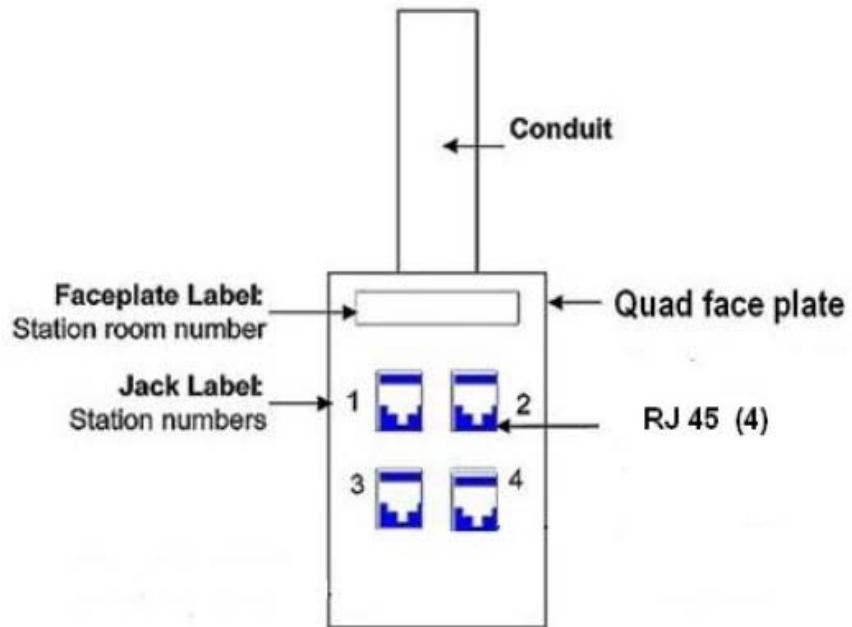 Conduit
Faceplate Label:
Station room number
Quad face plate
Jack Label:
Station numbers
1
2
RJ 45 (4)
3
4